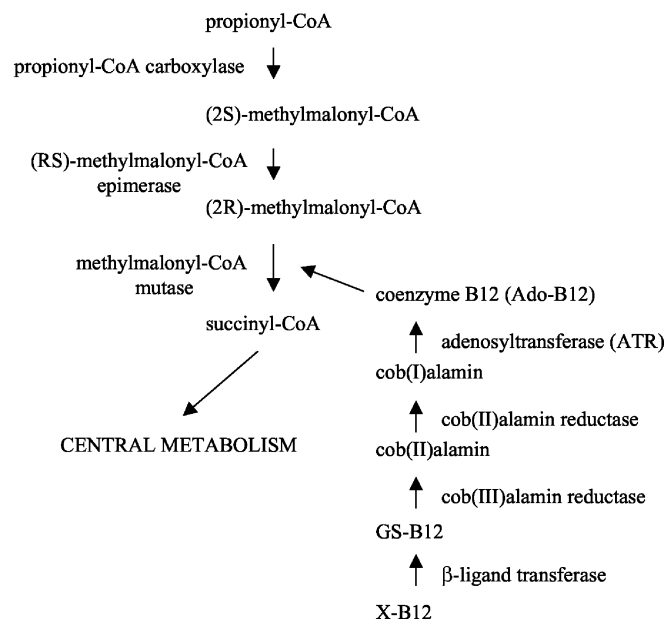 propionyl-CoA
propionyl-CoA carboxylase
(2S)-methylmalonyl-CoA
(RS)-methylmalonyl-CoA
epimerase
(2R)-methylmalonyl-CoA
methylmalonyl-CoA
mutase
succinyl-CoA
CENTRAL METABOLISM
coenzyme B12 (Ado-B12)
adenosyltransferase (ATR)
cob(I)alamin
cob(II)alamin reductase
cob(II)alamin
cob(III)alamin reductase
GS-B12
β-ligand transferase
X-B12